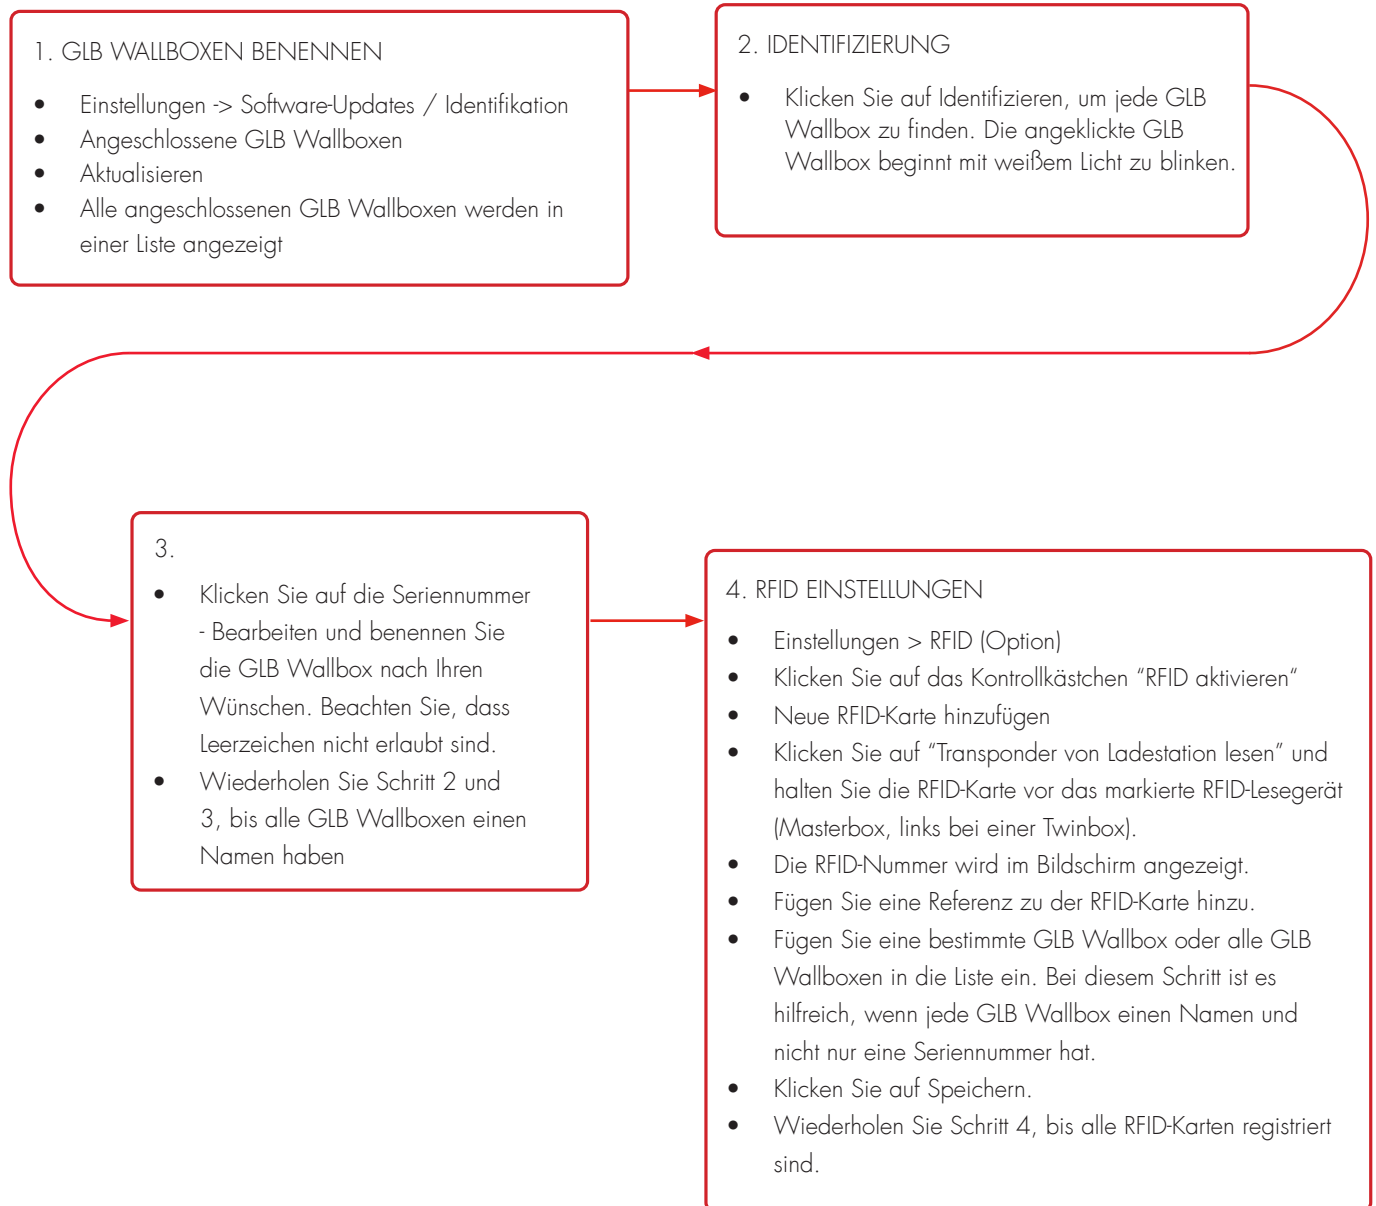 1. GLB WALLBOXEN BENENNEN
• Einstellungen -> Software-Updates / Identifikation
• Angeschlossene GLB Wallboxen
• Aktualisieren
• Alle angeschlossenen GLB Wallboxen werden in
einer Liste angezeigt
2. IDENTIFIZIERUNG
• Klicken Sie auf Identifizieren, um jede GLB
Wallbox zu finden. Die angeklickte GLB
Wallbox beginnt mit weißem Licht zu blinken.
3.
• Klicken Sie auf die Seriennummer
- Bearbeiten und benennen Sie
die GLB Wallbox nach Ihren
Wünschen. Beachten Sie, dass
Leerzeichen nicht erlaubt sind.
• Wiederholen Sie Schritt 2 und
3, bis alle GLB Wallboxen einen
Namen haben
4. RFID EINSTELLUNGEN
• Einstellungen > RFID (Option)
• Klicken Sie auf das Kontrollkästchen “RFID aktivieren“
• Neue RFID-Karte hinzufügen
• Klicken Sie auf “Transponder von Ladestation lesen” und
halten Sie die RFID-Karte vor das markierte RFID-Lesegerät
(Masterbox, links bei einer Twinbox).
• Die RFID-Nummer wird im Bildschirm angezeigt.
• Fügen Sie eine Referenz zu der RFID-Karte hinzu.
• Fügen Sie eine bestimmte GLB Wallbox oder alle GLB
Wallboxen in die Liste ein. Bei diesem Schritt ist es
hilfreich, wenn jede GLB Wallbox einen Namen und
nicht nur eine Seriennummer hat.
• Klicken Sie auf Speichern.
• Wiederholen Sie Schritt 4, bis alle RFID-Karten registriert
sind.